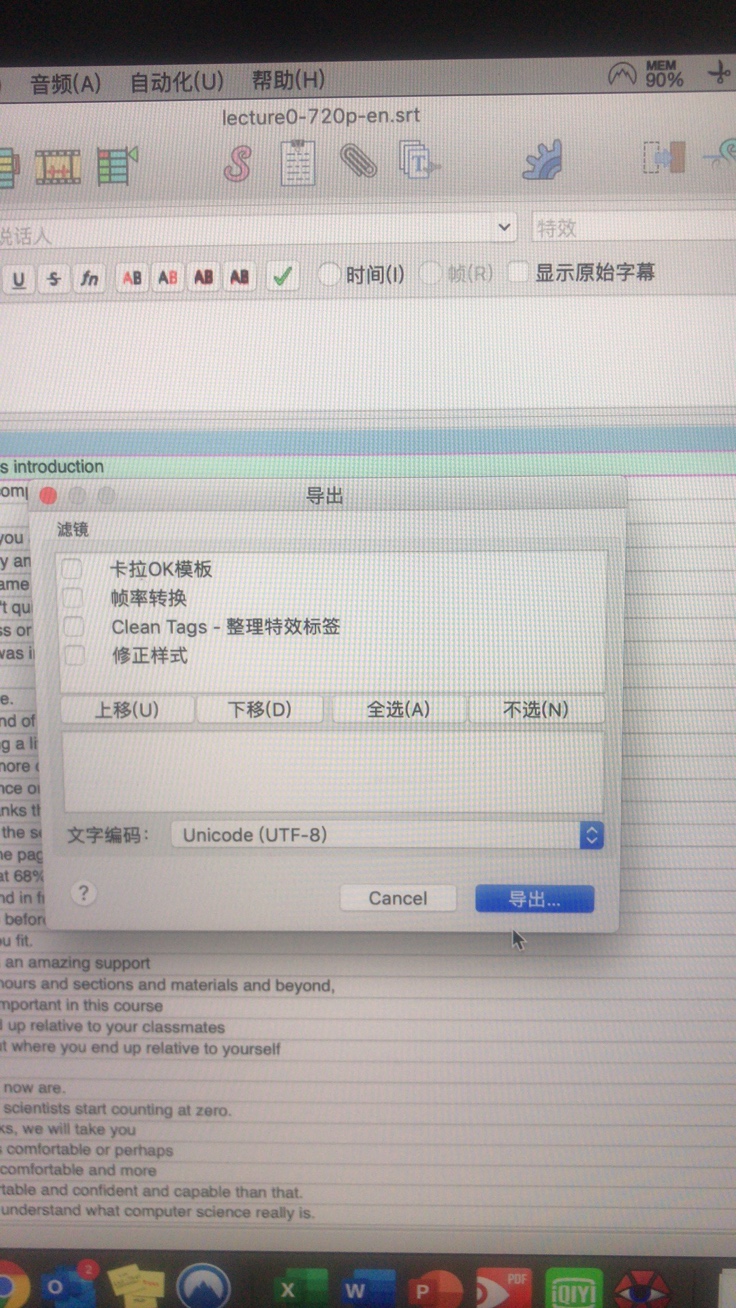 音频(A) 自动化(U) 帮助(H) MEM 90%
lecture0-720p-en.srt
说话人 特效
U S fn AB AB AB AB 时间(I) 帧(R) 显示原始字幕
s introduction
导出
滤镜
卡拉OK模板
帧率转换
Clean Tags - 整理特效标签
修正样式
上移(U) 下移(D) 全选(A) 不选(N)
文字编码: Unicode (UTF-8)
? Cancel 导出...
you
y an
ame
't qu
ss or
was i
e.
nd of
g a li
nore
nce o
nks t
the s
e pag
at 68%
nd in f
before
u fit.
an amazing support
hours and sections and materials and beyond,
mportant in this course
up relative to your classmates
t where you end up relative to yourself
now are.
scientists start counting at zero.
ks, we will take you
comfortable or perhaps
comfortable and more
table and confident and capable than that.
understand what computer science really is.
2
O X W P PDF iQIYI